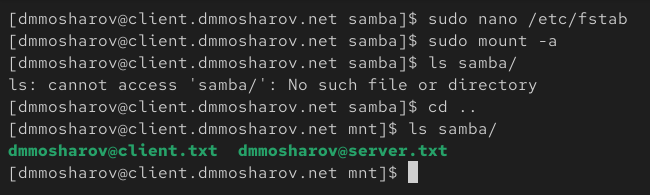 [dmmosharov@client.dmmosharov.net samba]$ sudo nano /etc/fstab
[dmmosharov@client.dmmosharov.net samba]$ sudo mount -a
[dmmosharov@client.dmmosharov.net samba]$ ls samba/
ls: cannot access 'samba/': No such file or directory
[dmmosharov@client.dmmosharov.net samba]$ cd ..
[dmmosharov@client.dmmosharov.net mnt]$ ls samba/
dmmosharov@client.txt  dmmosharov@server.txt
[dmmosharov@client.dmmosharov.net mnt]$